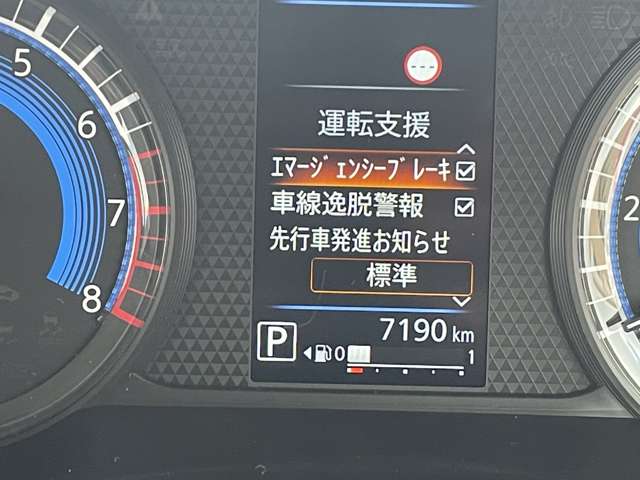 運転支援
ｴﾏｰｼﾞｪﾝｼｰﾌﾞﾚｰｷ
車線逸脱警報
先行車発進お知らせ
標準
7190 km
P
0
1
5
6
7
8
2